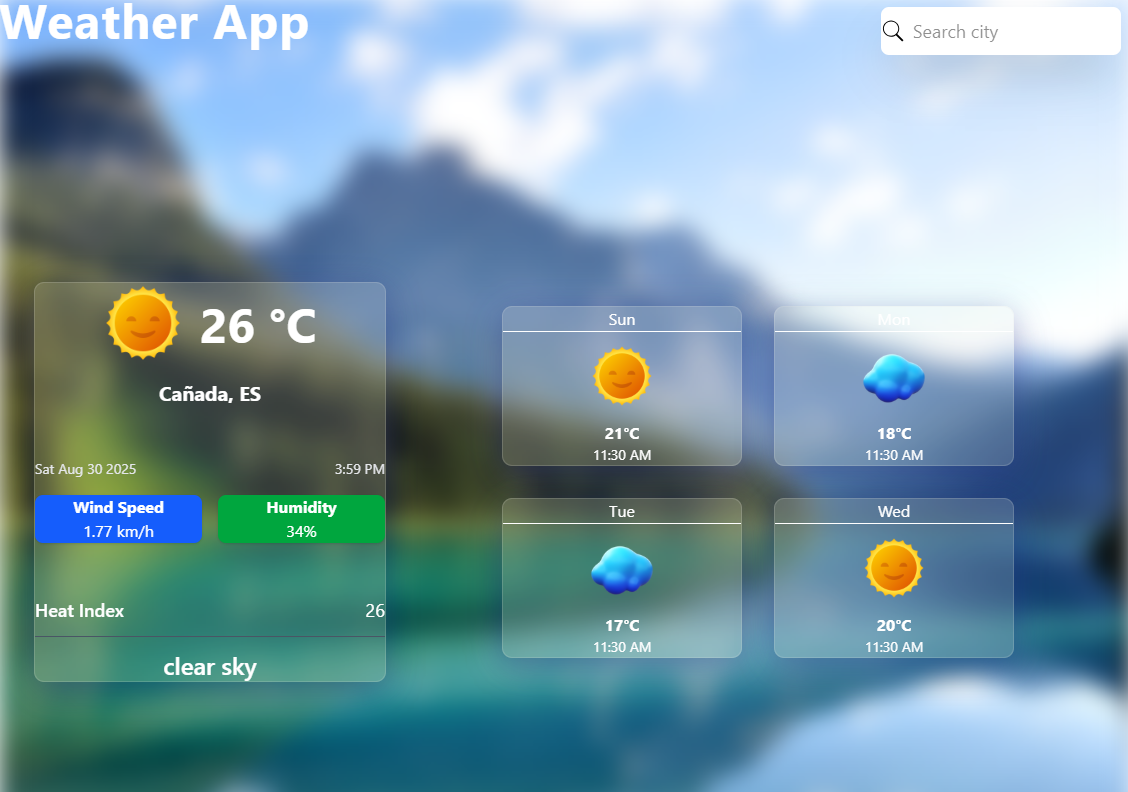 Weather App
Search city
26 °C
Cañada, ES
Sat Aug 30 2025 3:59 PM
Wind Speed
1.77 km/h
Humidity
34%
Heat Index 26
clear sky
Sun
21°C
11:30 AM
Mon
18°C
11:30 AM
Tue
17°C
11:30 AM
Wed
20°C
11:30 AM